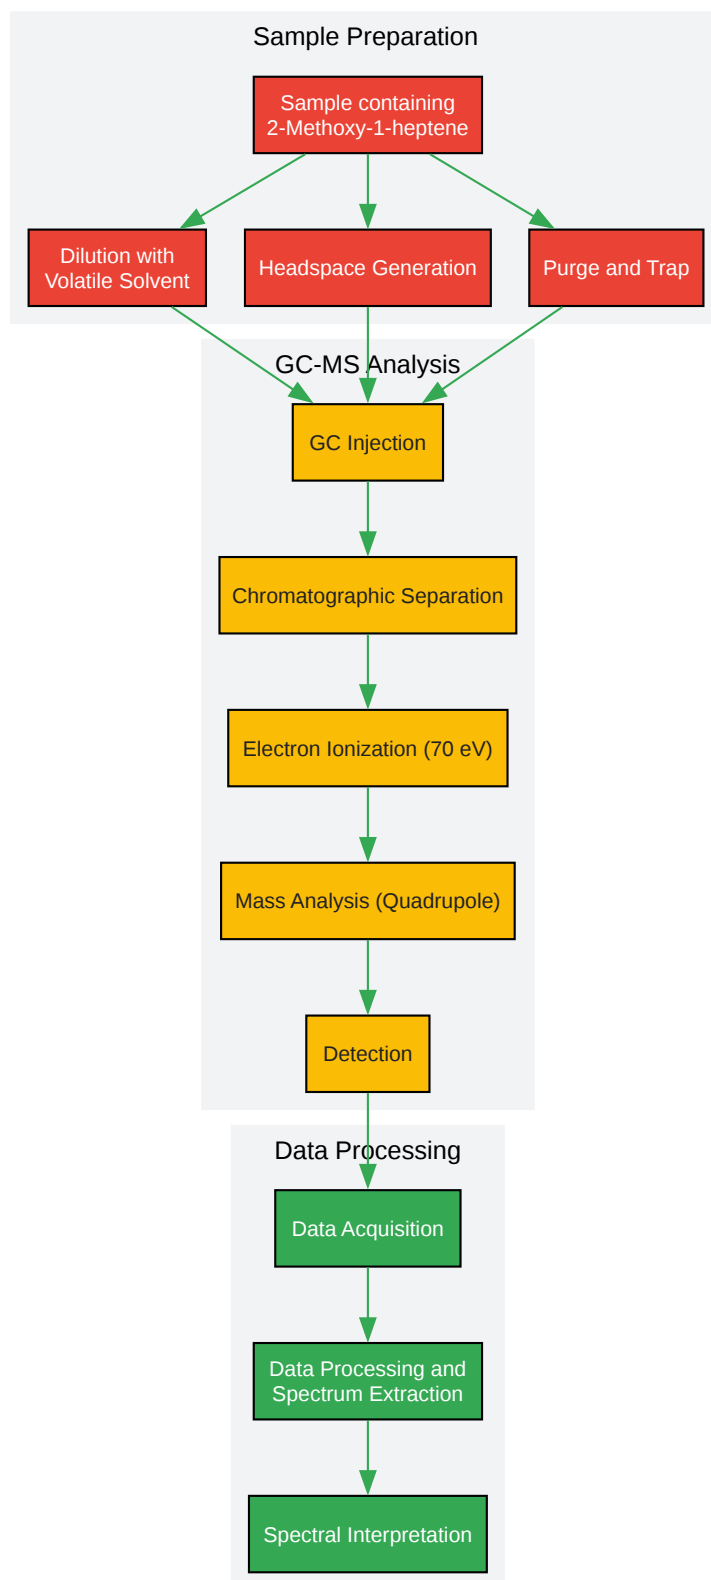 Sample Preparation
Sample containing
2-Methoxy-1-heptene
Dilution with
Volatile Solvent
Headspace Generation
Purge and Trap
GC-MS Analysis
GC Injection
Chromatographic Separation
Electron Ionization (70 eV)
Mass Analysis (Quadrupole)
Detection
Data Processing
Data Acquisition
Data Processing and
Spectrum Extraction
Spectral Interpretation